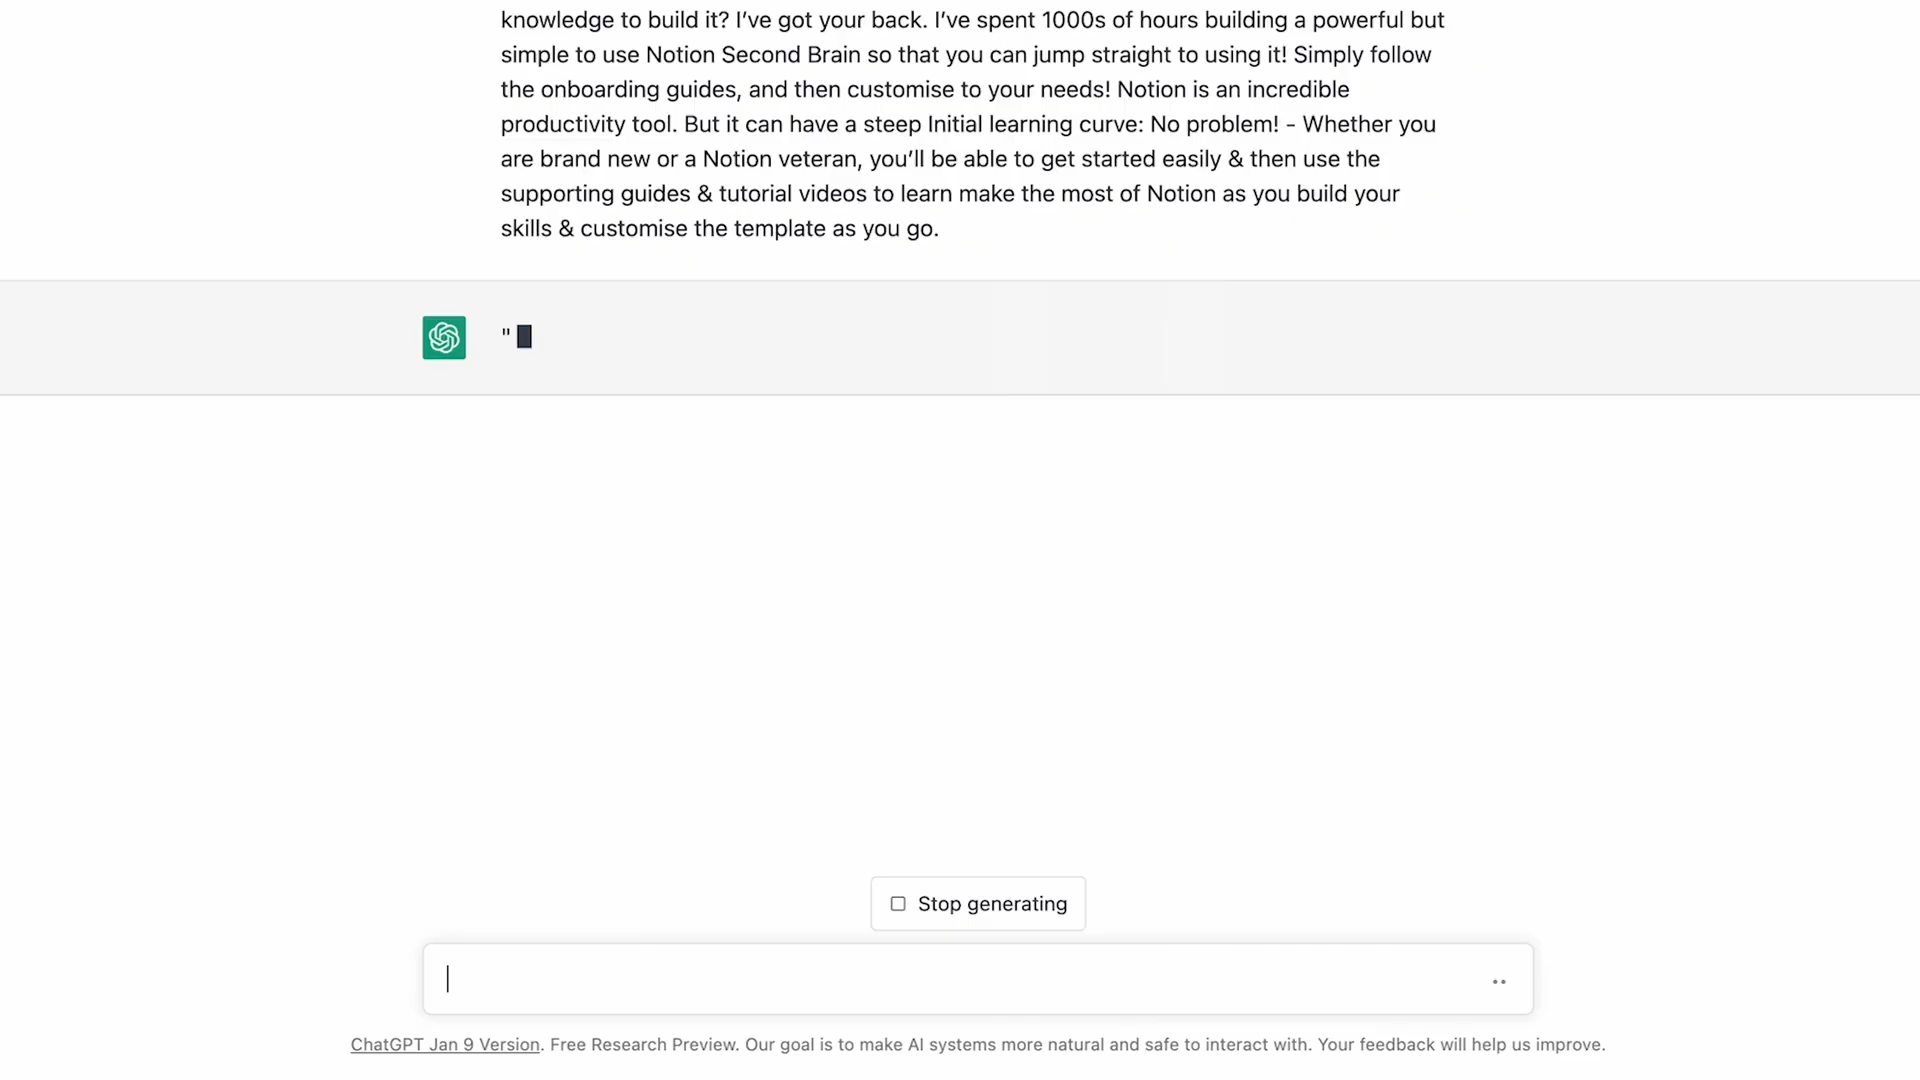 knowledge to build it? I’ve got your back. I’ve spent 1000s of hours building a powerful but
simple to use Notion Second Brain so that you can jump straight to using it! Simply follow
the onboarding guides, and then customise to your needs! Notion is an incredible
productivity tool. But it can have a steep Initial learning curve: No problem! - Whether you
are brand new or a Notion veteran, you’ll be able to get started easily & then use the
supporting guides & tutorial videos to learn make the most of Notion as you build your
skills & customise the template as you go.
"
Stop generating
ChatGPT Jan 9 Version. Free Research Preview. Our goal is to make AI systems more natural and safe to interact with. Your feedback will help us improve.